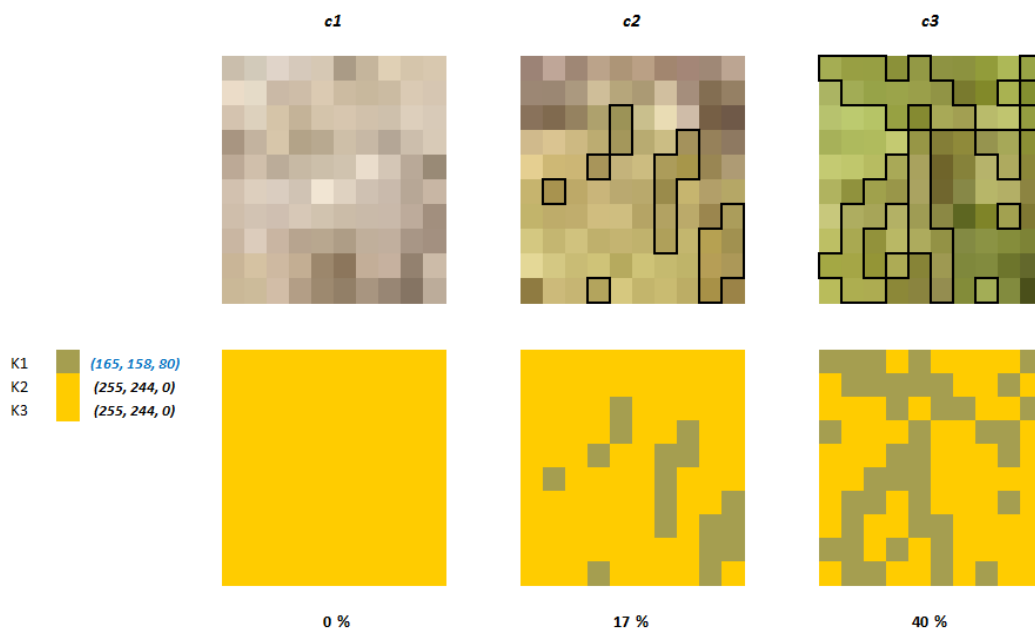 c1 c2 c3
K1 (165, 158, 80)
K2 (255, 244, 0)
K3 (255, 244, 0)
0 % 17 % 40 %